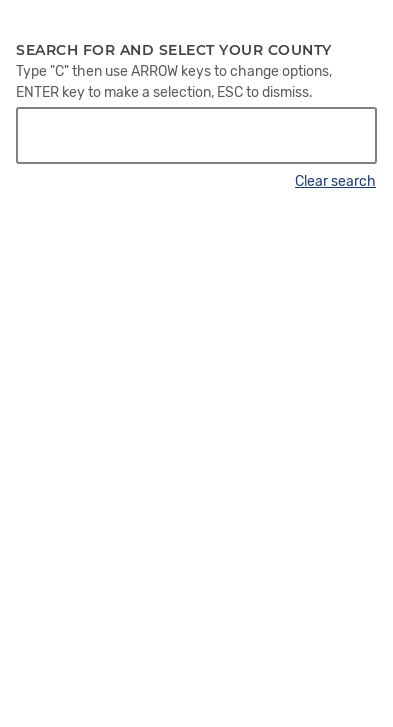 SEARCH FOR AND SELECT YOUR COUNTY
Type "C" then use ARROW keys to change options,
ENTER key to make a selection, ESC to dismiss.
Clear search